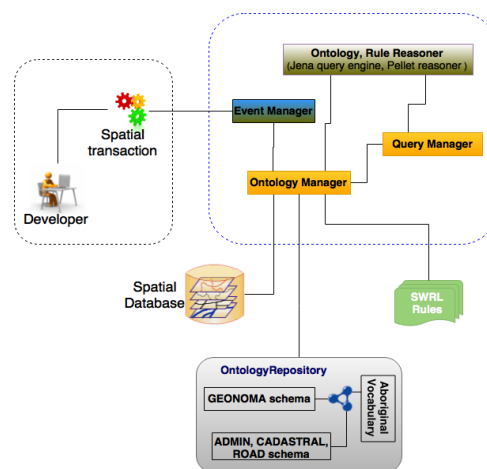 Ontology, Rule Reasoner
(Jena query engine, Pellet reasoner )
Event Manager
Spatial
transaction
Query Manager
Developer
Ontology Manager
Spatial
Database
SWRL
Rules
OntologyRepository
GEONOMA schema
Aboriginal
Vocabulary
ADMIN, CADASTRAL,
ROAD schema